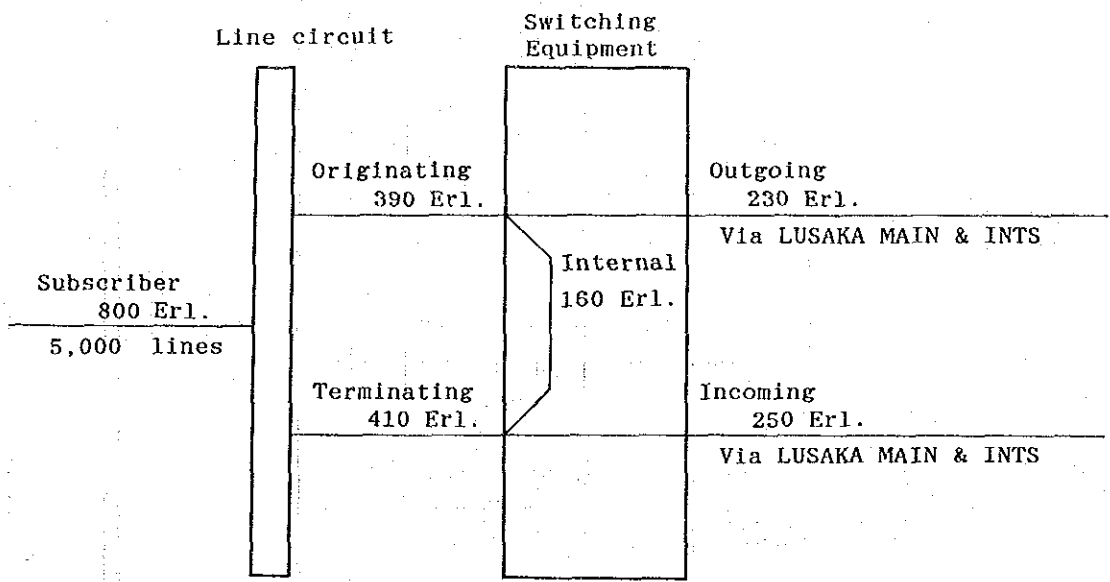 Line circuit
Switching
Equipment
Originating
390 Erl.
Outgoing
230 Erl.
Via LUSAKA MAIN & INTS
Internal
160 Erl.
Subscriber
800 Erl.
5,000 lines
Terminating
410 Erl.
Incoming
250 Erl.
Via LUSAKA MAIN & INTS